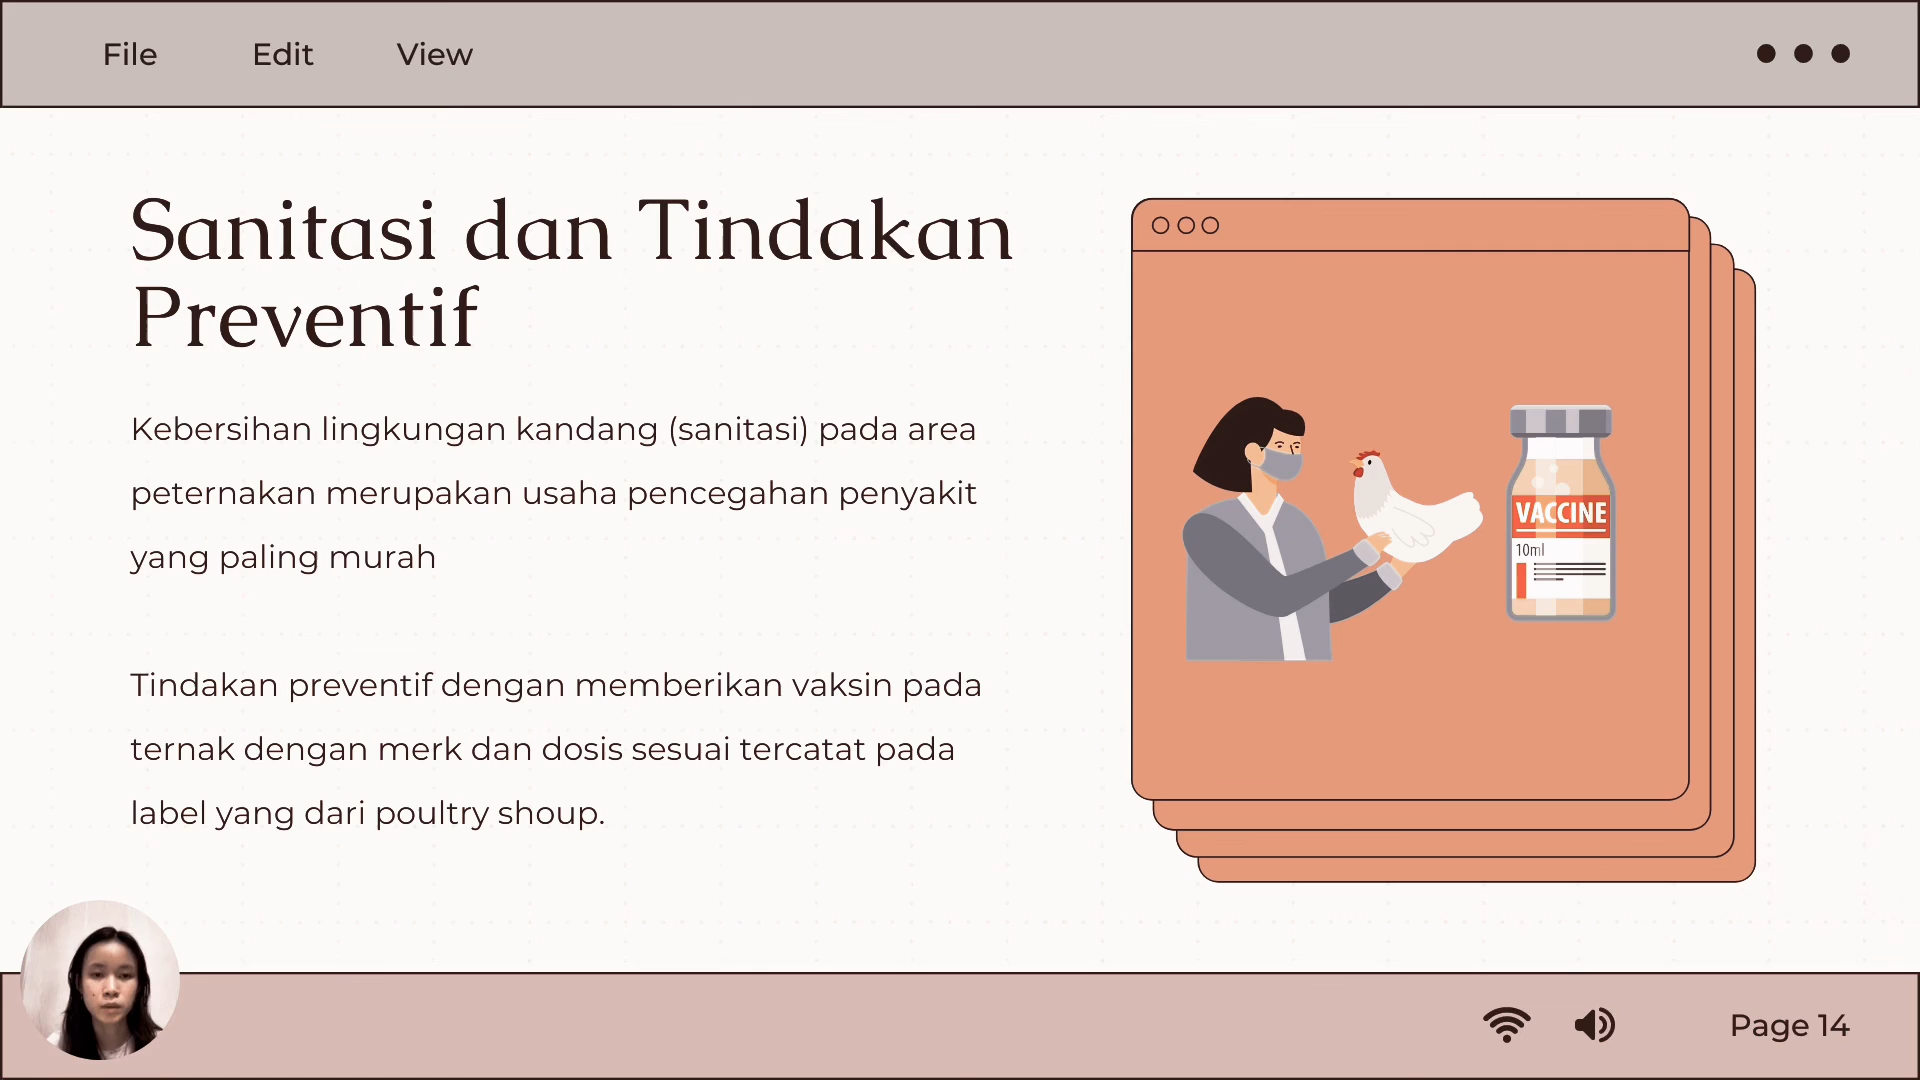 File Edit View
Sanitasi dan Tindakan
Preventif
Kebersihan lingkungan kandang (sanitasi) pada area
peternakan merupakan usaha pencegahan penyakit
yang paling murah
Tindakan preventif dengan memberikan vaksin pada
ternak dengan merk dan dosis sesuai tercatat pada
label yang dari poultry shoup.
VACCINE
10ml
Page 14